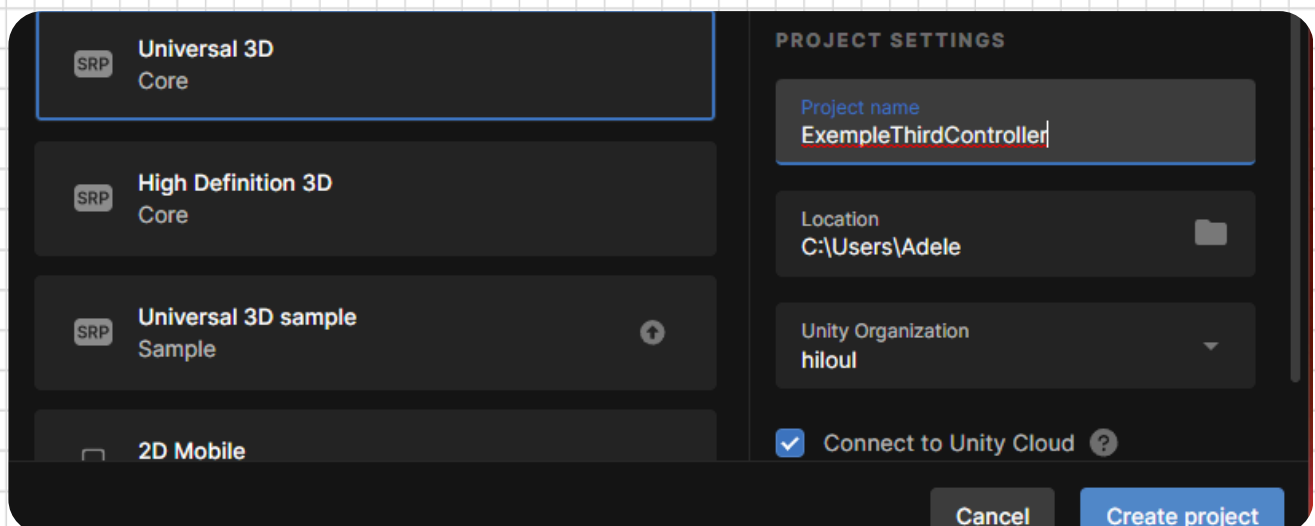 SRP
Universal 3D
Core
SRP
High Definition 3D
Core
SRP
Universal 3D sample
Sample
2D Mobile
PROJECT SETTINGS
Project name
ExempleThirdController
Location
C:\Users\Adele
Unity Organization
hiloul
Connect to Unity Cloud ?
Cancel
Create project